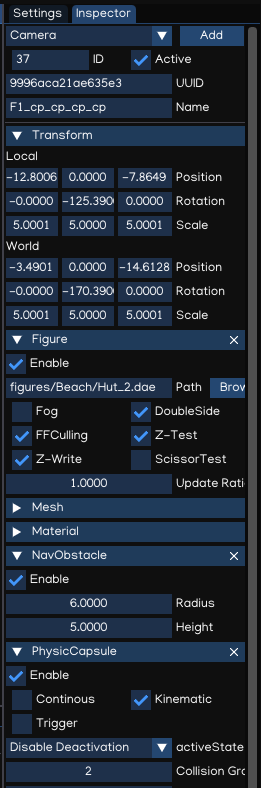 Settings Inspector
Camera Add
37 ID Active
9996aca21ae635e3 UUID
F1_cp_cp_cp_cp Name
Transform
Local
-12.8006 0.0000 -7.8649 Position
-0.0000 -125.390 0.0000 Rotation
5.0001 5.0000 5.0001 Scale
World
-3.4901 0.0000 -14.6128 Position
-0.0000 -170.390 0.0000 Rotation
5.0001 5.0000 5.0001 Scale
Figure
Enable
figures/Beach/Hut_2.dae Path Brow
Fog DoubleSide
FFCulling Z-Test
Z-Write ScissorTest
1.0000 Update Rati
Mesh
Material
NavObstacle
Enable
6.0000 Radius
5.0000 Height
PhysicCapsule
Enable
Continous Kinematic
Trigger
Disable Deactivation activeState
2 Collision Gro